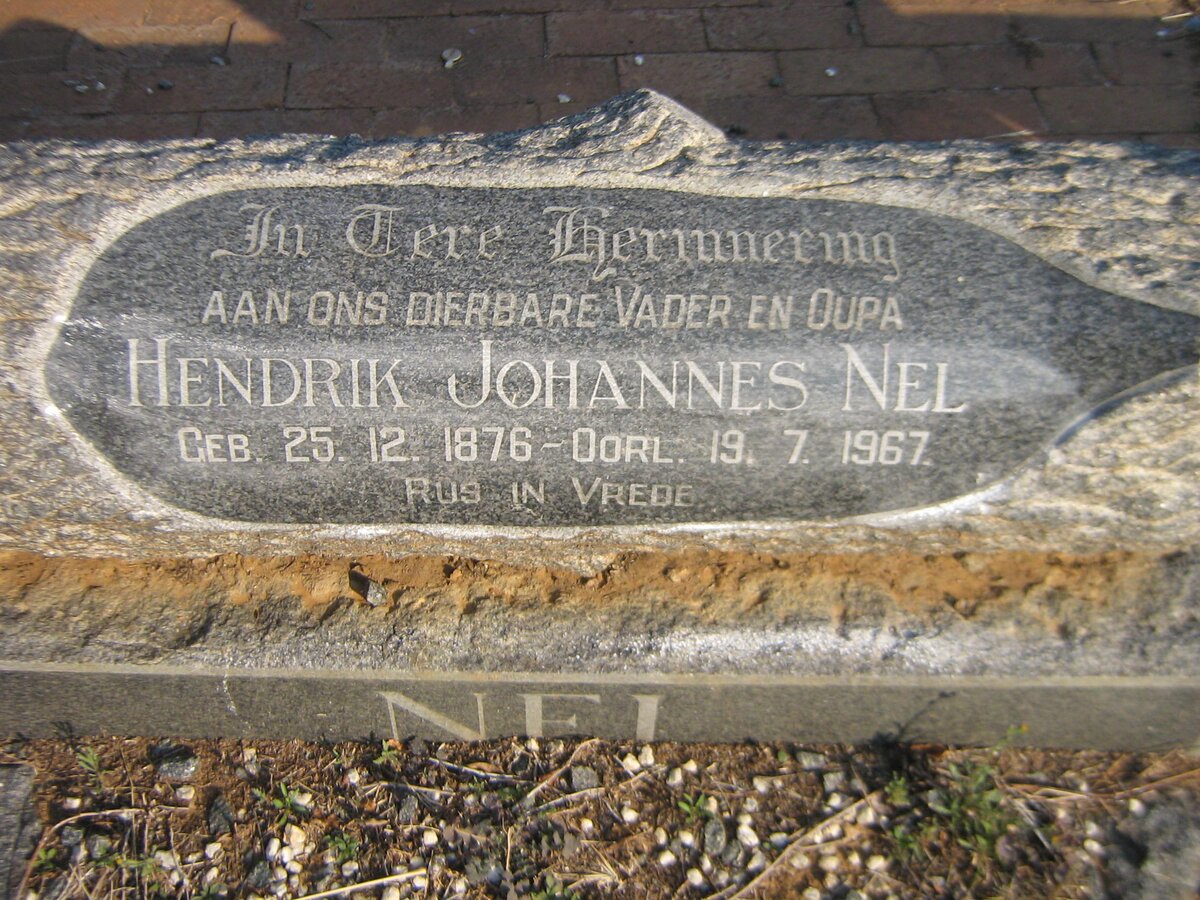 In Tere Herinnering
AAN ONS DIERBARE VADER EN OUPA
HENDRIK JOHANNES NEL
GEB. 25. 12. 1876 – OORL. 19. 7. 1967.
RUS IN VREDE
NEL